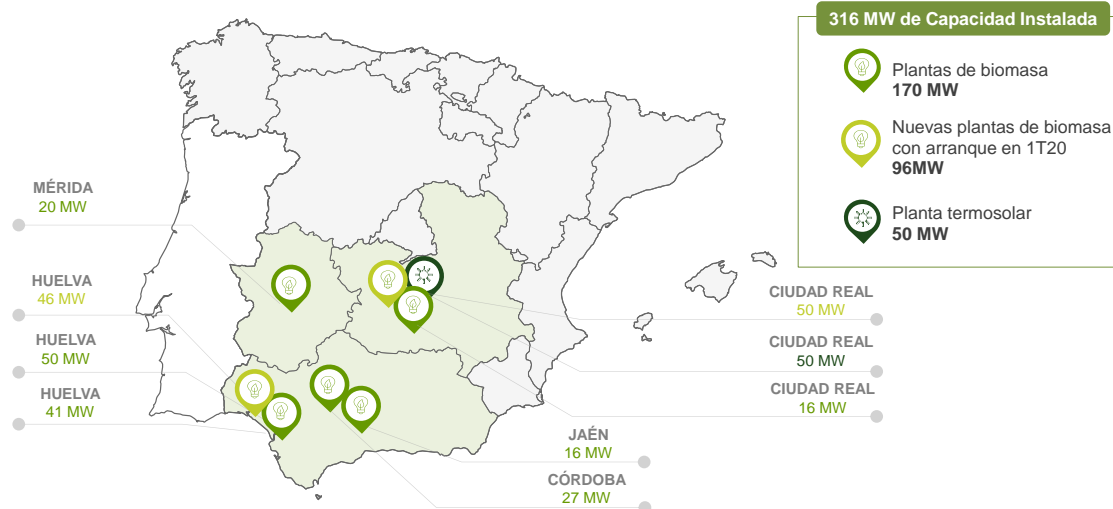 316 MW de Capacidad Instalada
Plantas de biomasa
170 MW
Nuevas plantas de biomasa
con arranque en 1T20
96MW
Planta termosolar
50 MW
MÉRIDA
20 MW
HUELVA
46 MW
HUELVA
50 MW
HUELVA
41 MW
CIUDAD REAL
50 MW
CIUDAD REAL
50 MW
CIUDAD REAL
16 MW
JAÉN
16 MW
CÓRDOBA
27 MW